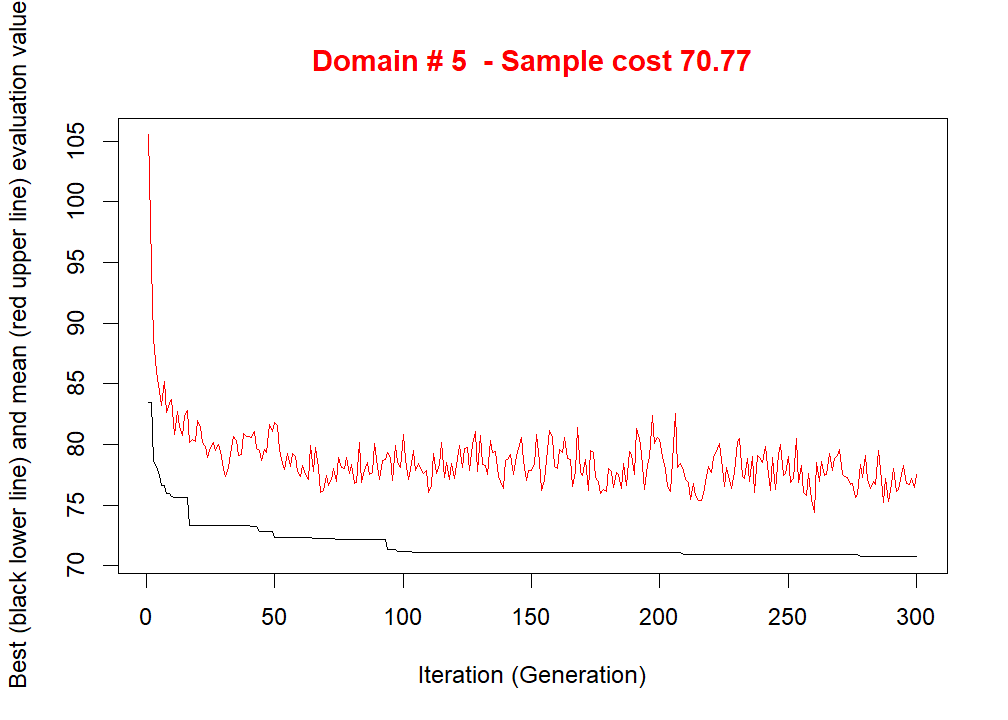 Domain # 5  - Sample cost 70.77
Best (black lower line) and mean (red upper line) evaluation value
105
100
95
90
85
80
75
70
0 50 100 150 200 250 300
Iteration (Generation)